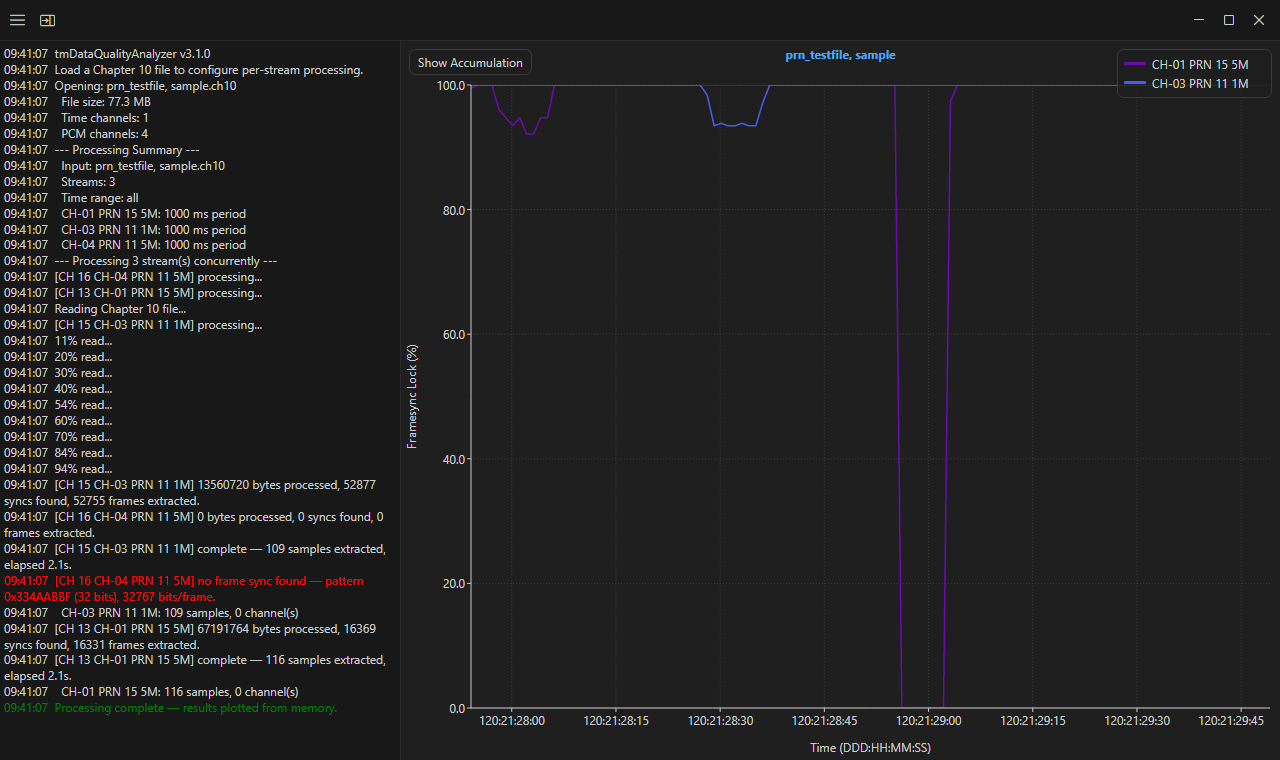 09:41:07 tmDataQualityAnalyzer v3.1.0
09:41:07 Load a Chapter 10 file to configure per-stream processing.
09:41:07 Opening: prn_testfile, sample.ch10
09:41:07 File size: 77.3 MB
09:41:07 Time channels: 1
09:41:07 PCM channels: 4
09:41:07 --- Processing Summary ---
09:41:07 Input: prn_testfile, sample.ch10
09:41:07 Streams: 3
09:41:07 Time range: all
09:41:07 CH-01 PRN 15 5M: 1000 ms period
09:41:07 CH-03 PRN 11 1M: 1000 ms period
09:41:07 CH-04 PRN 11 5M: 1000 ms period
09:41:07 --- Processing 3 stream(s) concurrently ---
09:41:07 [CH 16 CH-04 PRN 11 5M] processing...
09:41:07 [CH 13 CH-01 PRN 15 5M] processing...
09:41:07 Reading Chapter 10 file...
09:41:07 [CH 15 CH-03 PRN 11 1M] processing...
09:41:07 11% read...
09:41:07 20% read...
09:41:07 30% read...
09:41:07 40% read...
09:41:07 54% read...
09:41:07 60% read...
09:41:07 70% read...
09:41:07 84% read...
09:41:07 94% read...
09:41:07 [CH 15 CH-03 PRN 11 1M] 13560720 bytes processed, 52877
syncs found, 52755 frames extracted.
09:41:07 [CH 16 CH-04 PRN 11 5M] 0 bytes processed, 0 syncs found, 0
frames extracted.
09:41:07 [CH 15 CH-03 PRN 11 1M] complete — 109 samples extracted,
elapsed 2.1s.
09:41:07 [CH 16 CH-04 PRN 11 5M] no frame sync found — pattern
0x334AABBF (32 bits), 32767 bits/frame.
09:41:07 CH-03 PRN 11 1M: 109 samples, 0 channel(s)
09:41:07 [CH 13 CH-01 PRN 15 5M] 67191764 bytes processed, 16369
syncs found, 16331 frames extracted.
09:41:07 [CH 13 CH-01 PRN 15 5M] complete — 116 samples extracted,
elapsed 2.1s.
09:41:07 CH-01 PRN 15 5M: 116 samples, 0 channel(s)
09:41:07 Processing complete — results plotted from memory.
Show Accumulation
prn_testfile, sample
CH-01 PRN 15 5M
CH-03 PRN 11 1M
Framesync Lock (%)
100.0
80.0
60.0
40.0
20.0
0.0
120:21:28:00 120:21:28:15 120:21:28:30 120:21:28:45 120:21:29:00 120:21:29:15 120:21:29:30 120:21:29:45
Time (DDD:HH:MM:SS)